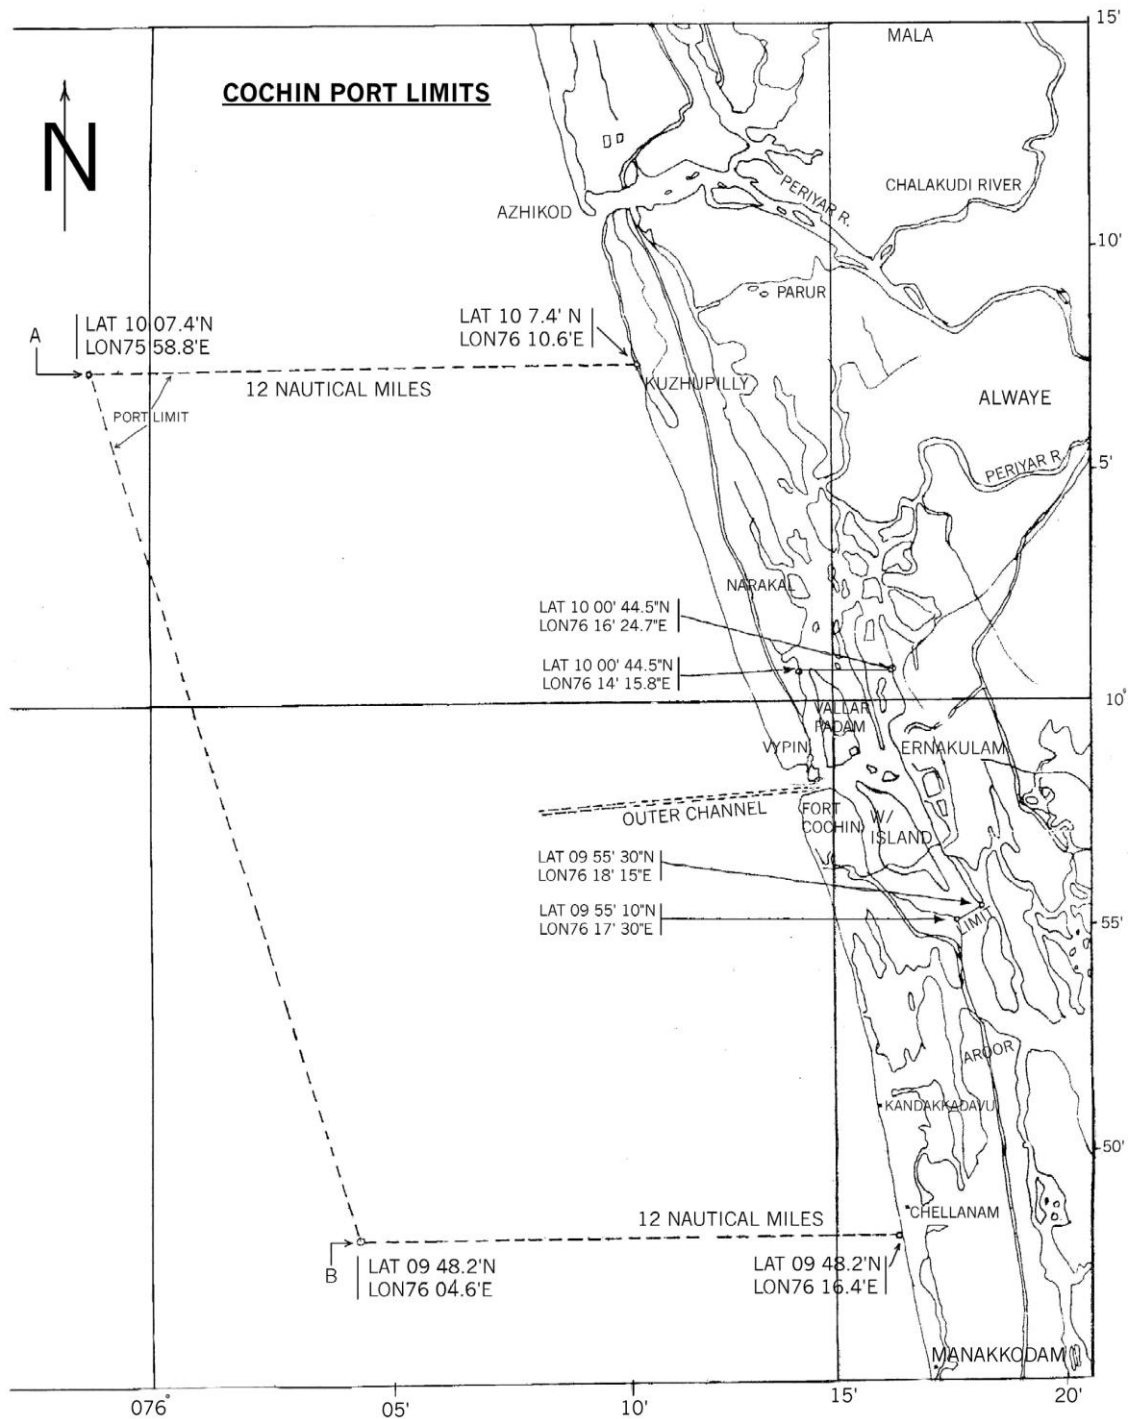 15'
MALA
COCHIN PORT LIMITS
N
CHALAKUDI RIVER
PERIYAR R.
AZHIKOD
10'
PARUR
A
LAT 10 07.4'N
LON75 58.8'E
LAT 10 7.4' N
LON76 10.6'E
12 NAUTICAL MILES
KUZHUPILLY
ALWAYE
PORT LIMIT
PERIYAR R.
5'
NARAKAL
LAT 10 00' 44.5"N
LON76 16' 24.7"E
LAT 10 00' 44.5"N
LON76 14' 15.8"E
10°
VALLAR
PADAM
VYPIN
ERNAKULAM
OUTER CHANNEL
FORT
COCHIN
W/
ISLAND
LAT 09 55' 30"N
LON76 18' 15"E
LAT 09 55' 10"N
LON76 17' 30"E
LIMIT
55'
AROOR
KANDAKKADAVU
50'
CHELLANAM
12 NAUTICAL MILES
B
LAT 09 48.2'N
LON76 04.6'E
LAT 09 48.2'N
LON76 16.4'E
MANAKKODAM
076°
05'
10'
15'
20'